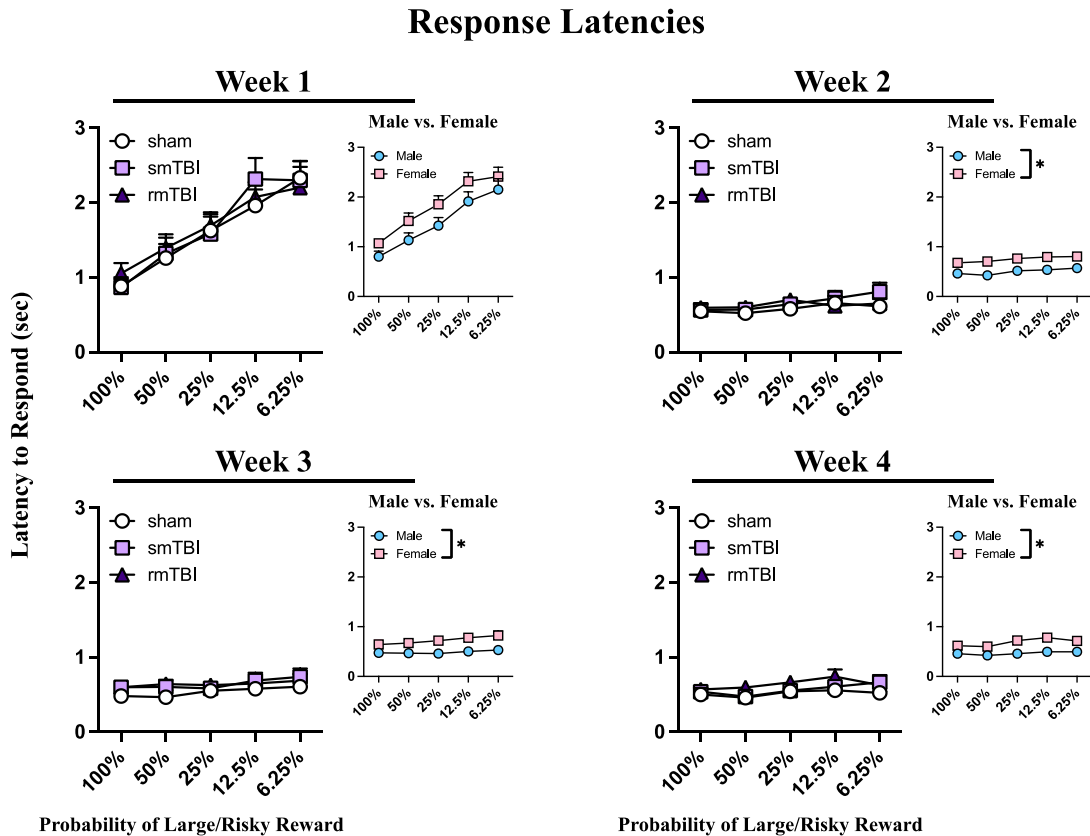 Response Latencies
Latency to Respond (sec)
Week 1
3
2
1
0
sham
smTBI
rmTBI
100%
50%
25%
12.5%
6.25%
Male vs. Female
3
2
1
0
Male
Female
100%
50%
25%
12.5%
6.25%
Week 2
3
2
1
0
sham
smTBI
rmTBI
100%
50%
25%
12.5%
6.25%
Male vs. Female
3
2
1
0
Male
Female
*
100%
50%
25%
12.5%
6.25%
Week 3
3
2
1
0
sham
smTBI
rmTBI
100%
50%
25%
12.5%
6.25%
Probability of Large/Risky Reward
Male vs. Female
3
2
1
0
Male
Female
*
100%
50%
25%
12.5%
6.25%
Week 4
3
2
1
0
sham
smTBI
rmTBI
100%
50%
25%
12.5%
6.25%
Probability of Large/Risky Reward
Male vs. Female
3
2
1
0
Male
Female
*
100%
50%
25%
12.5%
6.25%